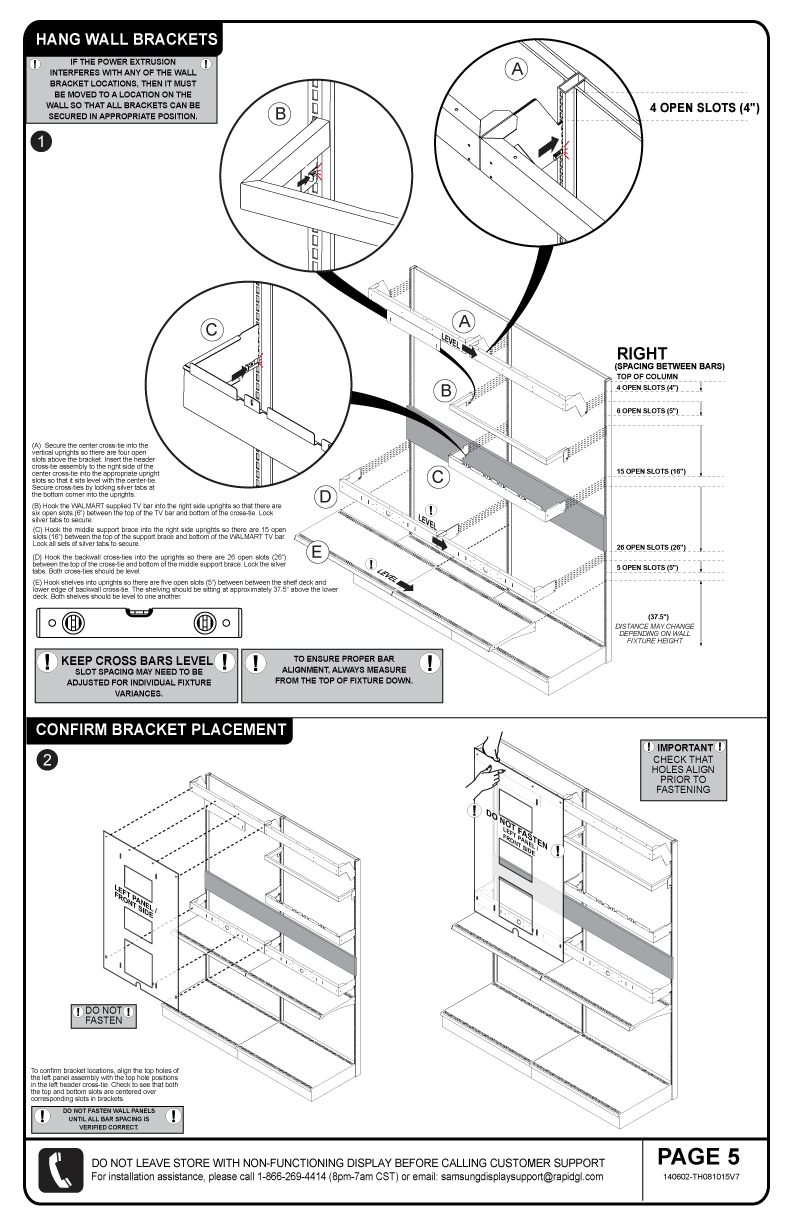 HANG WALL BRACKETS
! IF THE POWER EXTRUSION !
INTERFERES WITH ANY OF THE WALL
BRACKET LOCATIONS, THEN IT MUST
BE MOVED TO A LOCATION ON THE
WALL SO THAT ALL BRACKETS CAN BE
SECURED IN APPROPRIATE POSITION.
1
A
B
4 OPEN SLOTS (4")
C
A
LEVEL
B
C
D
! LEVEL
E
! LEVEL
RIGHT
(SPACING BETWEEN BARS)
TOP OF COLUMN
4 OPEN SLOTS (4")
6 OPEN SLOTS (5")
15 OPEN SLOTS (16")
26 OPEN SLOTS (26")
5 OPEN SLOTS (5")
(37.5")
DISTANCE MAY CHANGE
DEPENDING ON WALL
FIXTURE HEIGHT
(A) Secure the center cross-tie into the
vertical uprights so there are four open
slots above the bracket. Insert the header
cross-tie assembly to the right side of the
center cross-tie into the appropriate upright
slots so that it sits level with the center-tie.
Secure cross-ties by locking silver tabs at
the bottom corner into the uprights.
(B) Hook the WALMART supplied TV bar into the right side uprights so that there are
six open slots (6') between the top of the TV bar and bottom of the cross-tie. Lock
silver tabs to secure.
(C) Hook the middle support brace into the right side uprights so there are 15 open
slots (16") between the top of the support brace and bottom of the WALMART TV bar.
Lock all sets of silver tabs to secure.
(D) Hook the backwall cross-ties into the uprights so there are 26 open slots (26")
between the top of the cross-tie and bottom of the middle support brace. Lock the silver
tabs. Both cross-ties should be level.
(E) Hook shelves into uprights so there are five open slots (5") between between the shelf deck and
lower edge of backwall cross-tie. The shelving should be sitting at approximately 37.5" above the lower
deck. Both shelves should be level to one another.
! KEEP CROSS BARS LEVEL !
SLOT SPACING MAY NEED TO BE
ADJUSTED FOR INDIVIDUAL FIXTURE
VARIANCES.
! TO ENSURE PROPER BAR !
ALIGNMENT, ALWAYS MEASURE
FROM THE TOP OF FIXTURE DOWN.
CONFIRM BRACKET PLACEMENT
2
! IMPORTANT !
CHECK THAT
HOLES ALIGN
PRIOR TO
FASTENING
! DO NOT FASTEN !
LEFT PANEL /
FRONT SIDE
LEFT PANEL /
FRONT SIDE
! DO NOT !
FASTEN
To confirm bracket locations, align the top holes of
the left panel assembly with the top hole positions
in the left header cross-tie. Check to see that both
the top and bottom slots are centered over
corresponding slots in brackets.
! DO NOT FASTEN WALL PANELS !
UNTIL ALL BAR SPACING IS
VERIFIED CORRECT.
DO NOT LEAVE STORE WITH NON-FUNCTIONING DISPLAY BEFORE CALLING CUSTOMER SUPPORT
For installation assistance, please call 1-866-269-4414 (8pm-7am CST) or email: samsungdisplaysupport@rapidgl.com
PAGE 5
140602-TH081015V7